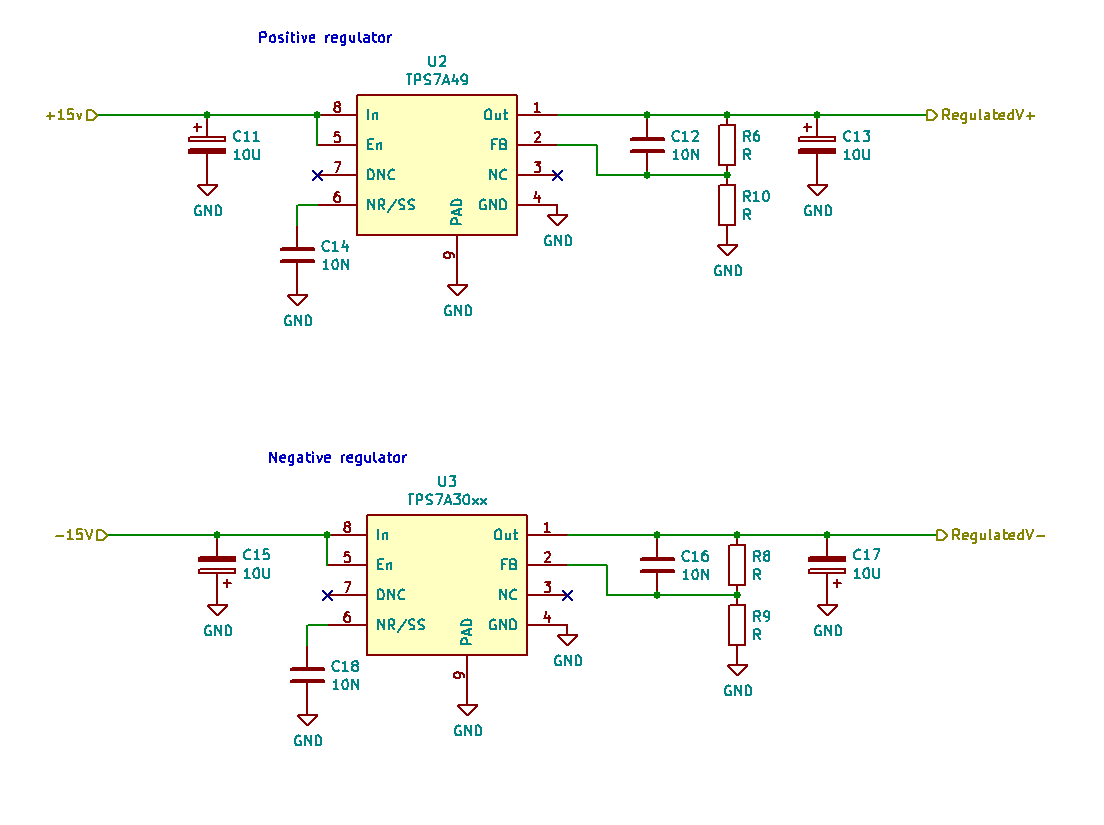 Positive regulator
U2
TPS7A49
+15v
8 In
Out 1
RegulatedV+
+
C11
10U
5 En
FB 2
C12
10N
R6
R
+
C13
10U
7 DNC
NC 3
6 NR/SS
GND 4
R10
R
PAD
9
GND
GND
GND
C14
10N
GND
GND
GND
Negative regulator
U3
TPS7A30xx
-15V
8 In
Out 1
RegulatedV-
C15
10U
+
5 En
FB 2
C16
10N
R8
R
C17
10U
+
7 DNC
NC 3
6 NR/SS
GND 4
R9
R
PAD
9
GND
GND
GND
C18
10N
GND
GND
GND